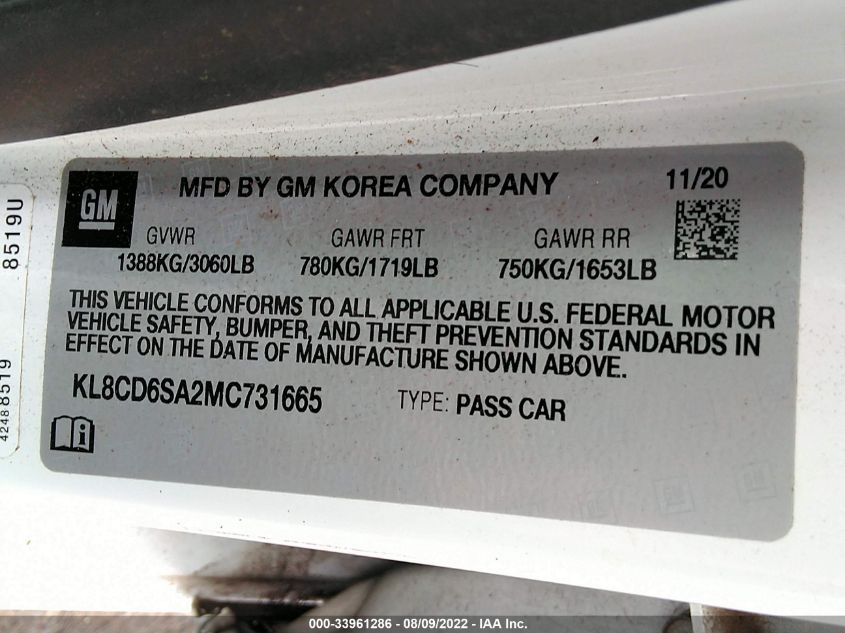 GM
MFD BY GM KOREA COMPANY
11/20
GVWR
GAWR FRT
GAWR RR
1388KG/3060LB
780KG/1719LB
750KG/1653LB
THIS VEHICLE CONFORMS TO ALL APPLICABLE U.S. FEDERAL MOTOR
VEHICLE SAFETY, BUMPER, AND THEFT PREVENTION STANDARDS IN
EFFECT ON THE DATE OF MANUFACTURE SHOWN ABOVE.
KL8CD6SA2MC731665
TYPE: PASS CAR
8519U
42488519
000-33961286 - 08/09/2022 - IAA Inc.